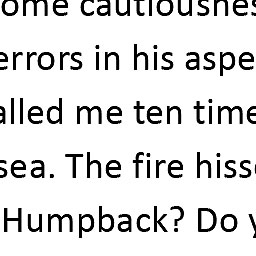 ome cautiousnes
errors in his aspe
alled me ten time
sea. The fire hiss
Humpback? Do y